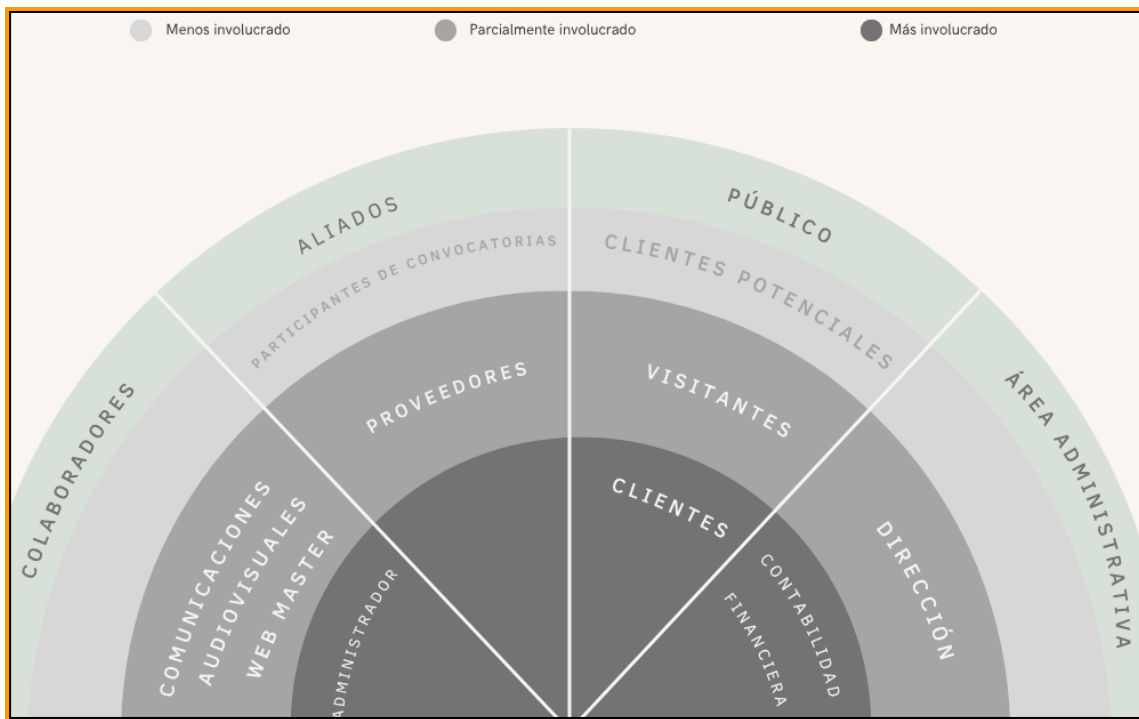 Menos involucrado
Parcialmente involucrado
Más involucrado
ALIADOS
PÚBLICO
PARTICIPANTES DE CONVOCATORIAS
CLIENTES POTENCIALES
PROVEEDORES
VISITANTES
COLABORADORES
ÁREA ADMINISTRATIVA
COMUNICACIONES
AUDIOVISUALES
WEB MASTER
CLIENTES
DIRECCIÓN
ADMINISTRADOR
CONTABILIDAD
FINANCIERA